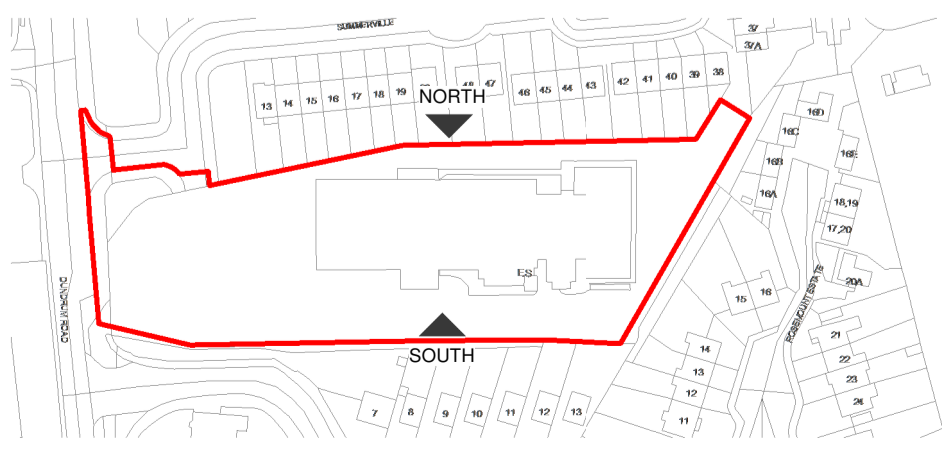 SUMMERVILLE
37
37A
13 14 15 16 17 18 19
47
46 45 44 43
42 41 40 39 38
NORTH
16D
16C
16B
16E
16A
18,19
17,20
ES
20A
DUNDRUM ROAD
ROSEMOUNT ESTATE
15 16
21
22
23
24
14
13
12
11
SOUTH
7 8 9 10 11 12 13